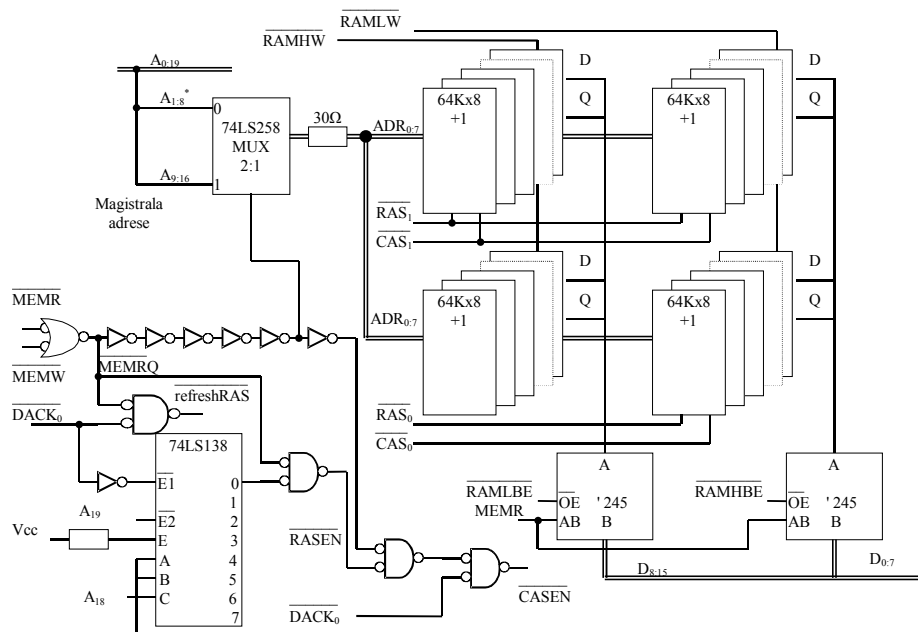 RAMLW
RAMHW
A0:19
A1:8*
0
74LS258
MUX
2:1
1
A9:16
30Ω
ADR0:7
64Kx8
+1
D
Q
64Kx8
+1
D
Q
Magistrala
adrese
RAS1
CAS1
64Kx8
+1
D
Q
64Kx8
+1
D
Q
ADR0:7
MEMR
MEMW
MEMRQ
refreshRAS
DACK0
RAS0
CAS0
74LS138
E1
E2
E
A
B
C
0
1
2
3
4
5
6
7
A19
Vcc
A18
RASEN
DACK0
CASEN
RAMLBE
MEMR
A
OE
'245
AB
B
RAMHBE
A
OE
'245
AB
B
D8:15
D0:7